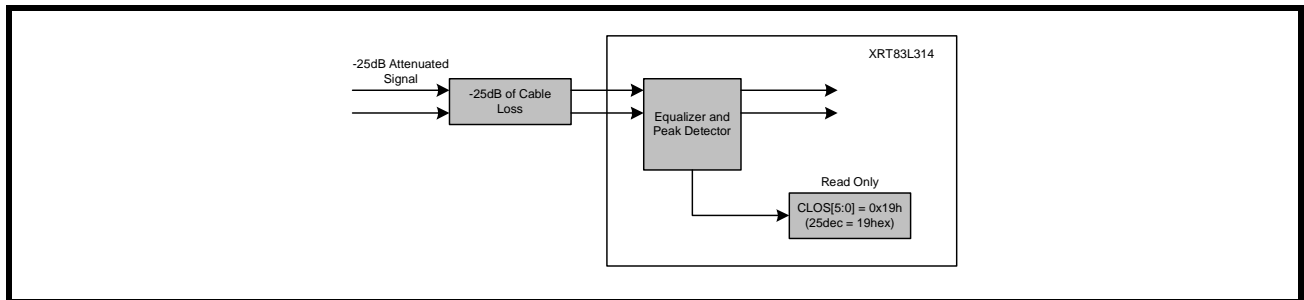 XRT83L314
-25dB Attenuated
Signal
-25dB of Cable
Loss
Equalizer and
Peak Detector
Read Only
CLOS[5:0] = 0x19h
(25dec = 19hex)